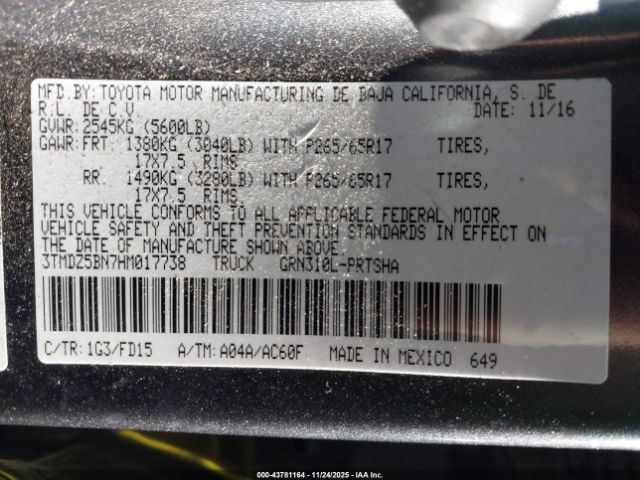 MFD.BY:TOYOTA MOTOR MANUFACTURING DE BAJA CALIFORNIA, S. DE
R.L. DE C.V. DATE: 11/16
GVWR:2545KG (5600LB)
GAWR:FRT. 1380KG (3040LB) WITH P265/65R17 TIRES,
17X7.5 RIMS
RR. 1490KG (3280LB) WITH P265/65R17 TIRES,
17X7.5 RIMS
THIS VEHICLE CONFORMS TO ALL APPLICABLE FEDERAL MOTOR
VEHICLE SAFETY AND THEFT PREVENTION STANDARDS IN EFFECT ON
THE DATE OF MANUFACTURE SHOWN ABOVE.
3TMDZ5BN7HM017738 TRUCK GRN310L-PRTSHA
C/TR:1G3/FD15 A/TM:A04A/AC60F MADE IN MEXICO 649
000-43781164 - 11/24/2025 - IAA Inc.